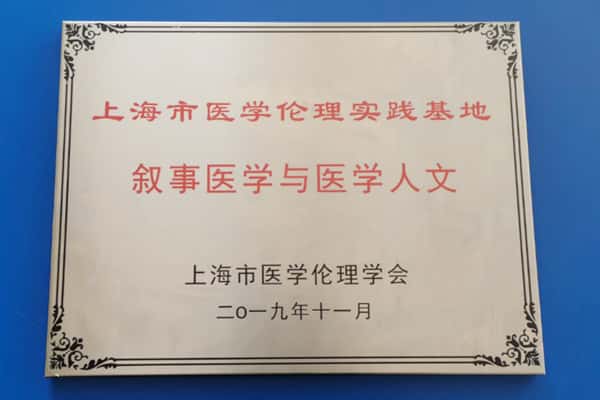 上海市医学伦理实践基地
叙事医学与医学人文
上海市医学伦理学会
二〇一九年十一月